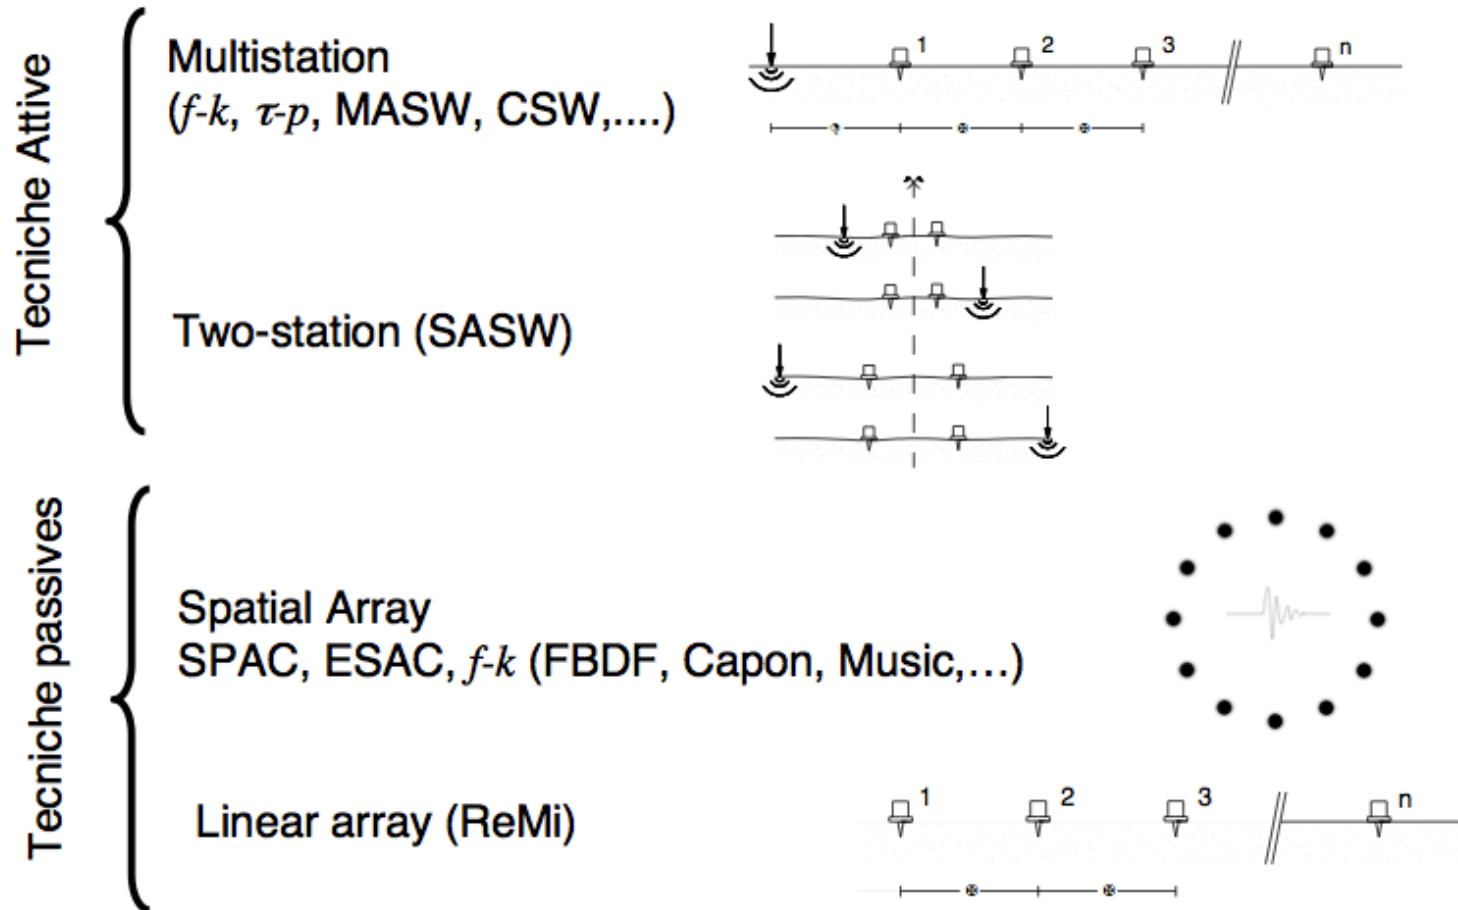 Tecniche Attive
Multistation
(f-k, τ-p, MASW, CSW,....)
1 2 3 n
Two-station (SASW)
Tecniche passives
Spatial Array
SPAC, ESAC, f-k (FBDF, Capon, Music,...)
Linear array (ReMi)
1 2 3 n